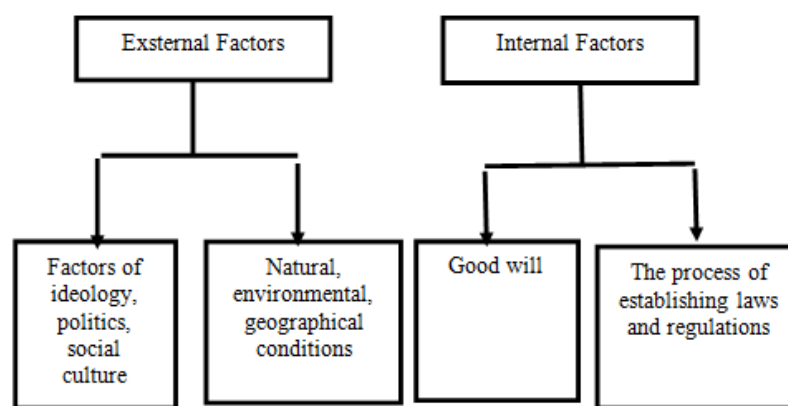 Exsternal Factors
Internal Factors
Factors of
ideology,
politics,
social
culture
Natural,
environmental,
geographical
conditions
Good will
The process of
establishing laws
and regulations